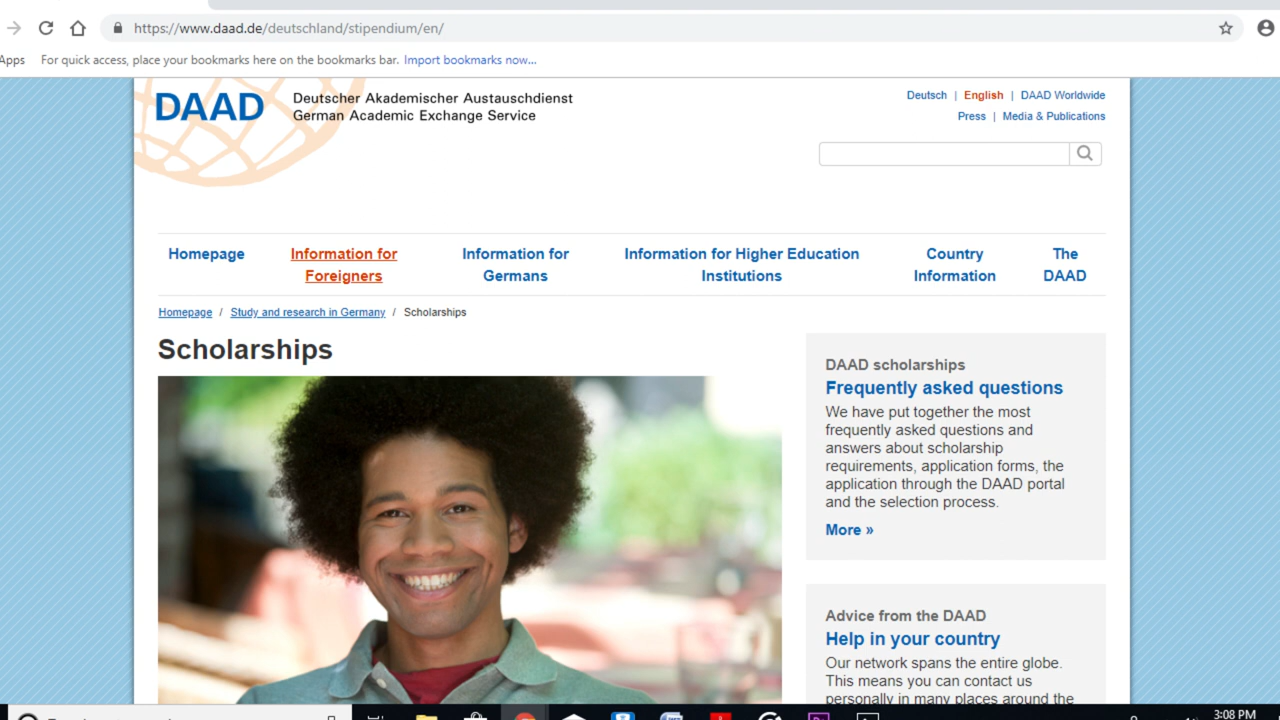 https://www.daad.de/deutschland/stipendium/en/
Apps For quick access, place your bookmarks here on the bookmarks bar. Import bookmarks now...
DAAD
Deutscher Akademischer Austauschdienst
German Academic Exchange Service
Deutsch | English | DAAD Worldwide
Press | Media & Publications
Homepage
Information for
Foreigners
Information for
Germans
Information for Higher Education
Institutions
Country
Information
The
DAAD
Homepage / Study and research in Germany / Scholarships
Scholarships
DAAD scholarships
Frequently asked questions
We have put together the most
frequently asked questions and
answers about scholarship
requirements, application forms, the
application through the DAAD portal
and the selection process.
More »
Advice from the DAAD
Help in your country
Our network spans the entire globe.
This means you can contact us
personally in many places around the
3:08 PM